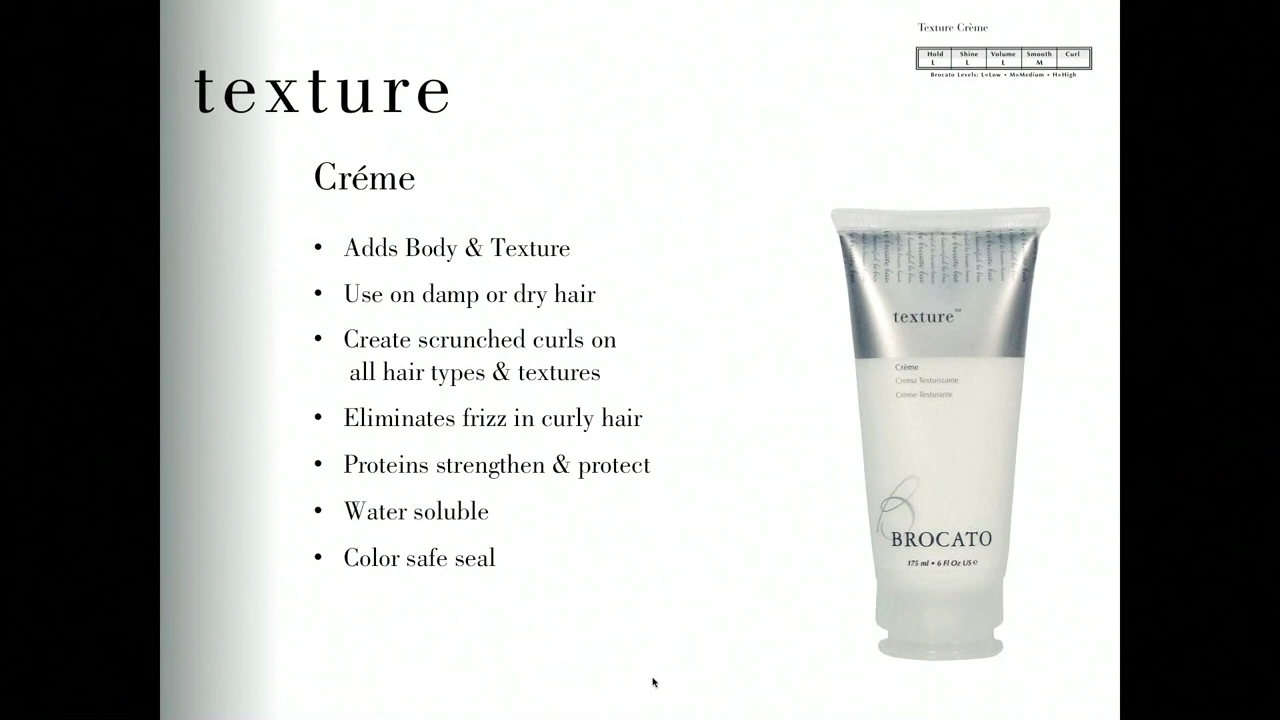 Texture Crème
Hold Shine Volume Smooth Curl
L L L M
Brocato Levels: L=Low • M=Medium • H=High
texture
Créme
• Adds Body & Texture
• Use on damp or dry hair
• Create scrunched curls on
all hair types & textures
• Eliminates frizz in curly hair
• Proteins strengthen & protect
• Water soluble
• Color safe seal
texture™
Crème
Crema Texturizante
Crème Texturante
B
BROCATO
175 ml • 6 Fl Oz US e